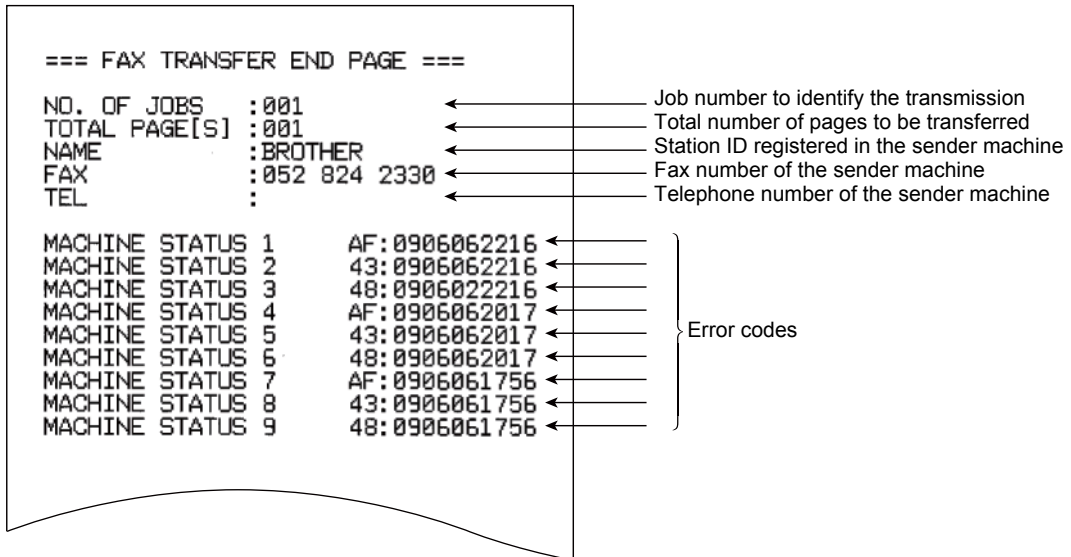 === FAX TRANSFER END PAGE ===
NO. OF JOBS :001 Job number to identify the transmission
TOTAL PAGE[S] :001 Total number of pages to be transferred
NAME :BROTHER Station ID registered in the sender machine
FAX :052 824 2330 Fax number of the sender machine
TEL : Telephone number of the sender machine
MACHINE STATUS 1 AF:0906062216
MACHINE STATUS 2 43:0906062216
MACHINE STATUS 3 48:0906022216
MACHINE STATUS 4 AF:0906062017
MACHINE STATUS 5 43:0906062017 Error codes
MACHINE STATUS 6 48:0906062017
MACHINE STATUS 7 AF:0906061756
MACHINE STATUS 8 43:0906061756
MACHINE STATUS 9 48:0906061756